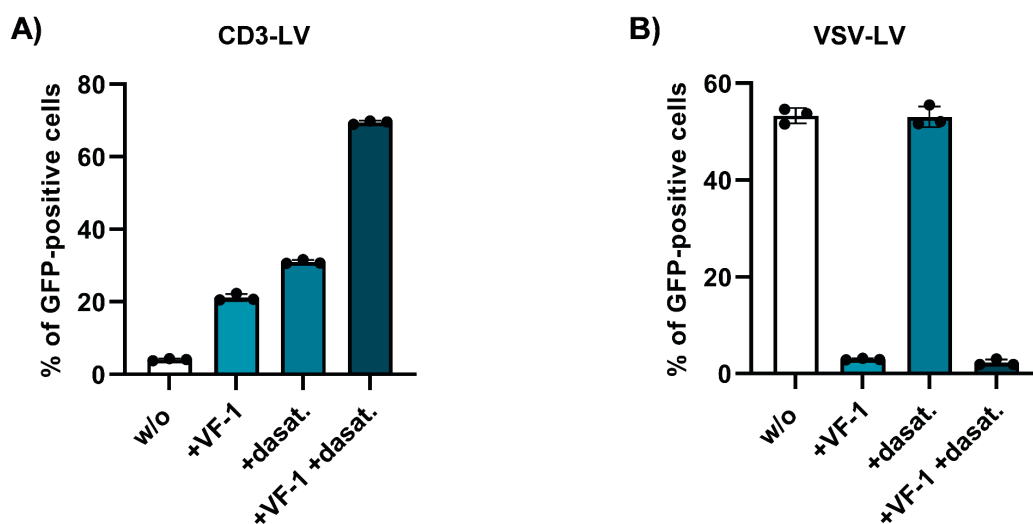 A)
CD3-LV
% of GFP-positive cells
80
60
40
20
0
w/o
+VF-1
+dasat.
+VF-1 +dasat.
B)
VSV-LV
% of GFP-positive cells
60
40
20
0
w/o
+VF-1
+dasat.
+VF-1 +dasat.